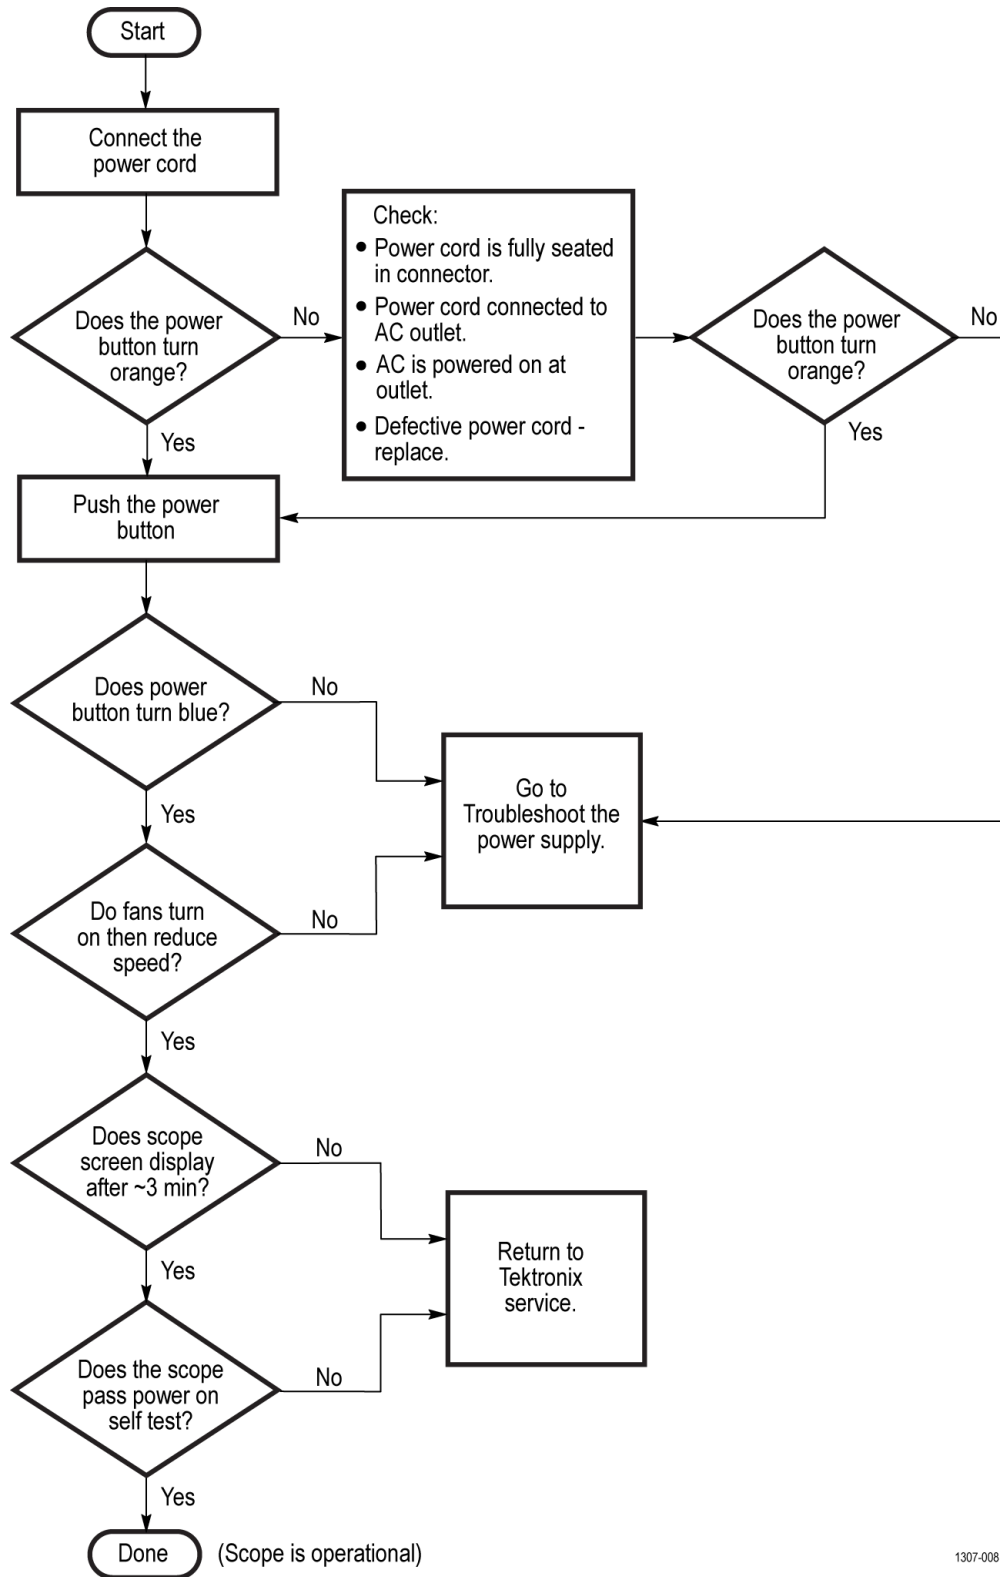 Start
Connect the
power cord
Does the power
button turn
orange?
No
Check:
● Power cord is fully seated
in connector.
● Power cord connected to
AC outlet.
● AC is powered on at
outlet.
● Defective power cord -
replace.
Does the power
button turn
orange?
No
Yes
Yes
Push the power
button
Does power
button turn blue?
No
Go to
Troubleshoot the
power supply.
Yes
Do fans turn
on then reduce
speed?
No
Yes
Does scope
screen display
after ~3 min?
No
Return to
Tektronix
service.
Yes
Does the scope
pass power on
self test?
No
Yes
Done
(Scope is operational)
1307-008